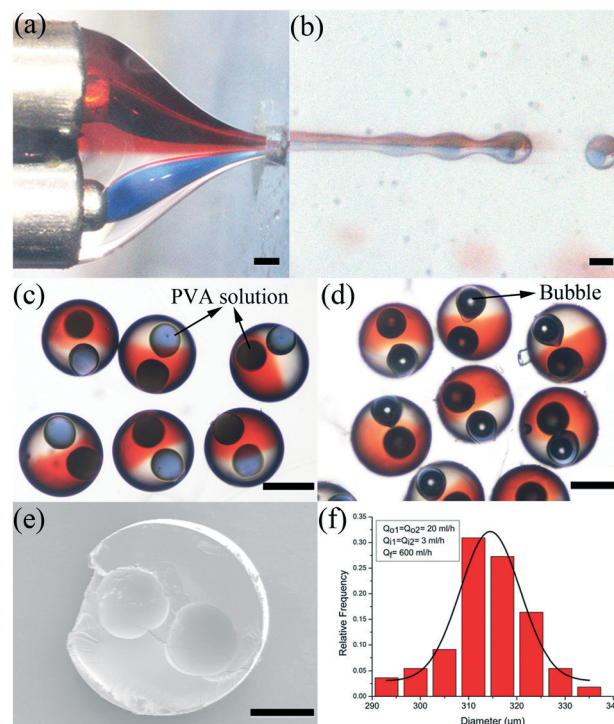 (a)
(b)
(c)
PVA solution
(d)
Bubble
(e)
(f)
Qo1=Qo2= 20 ml/h
Qi1=Qi2= 3 ml/h
Qf= 600 ml/h
Relative Frequency
0.35
0.30
0.25
0.20
0.15
0.10
0.05
0.00
290 300 310 320 330
Diameter (um)